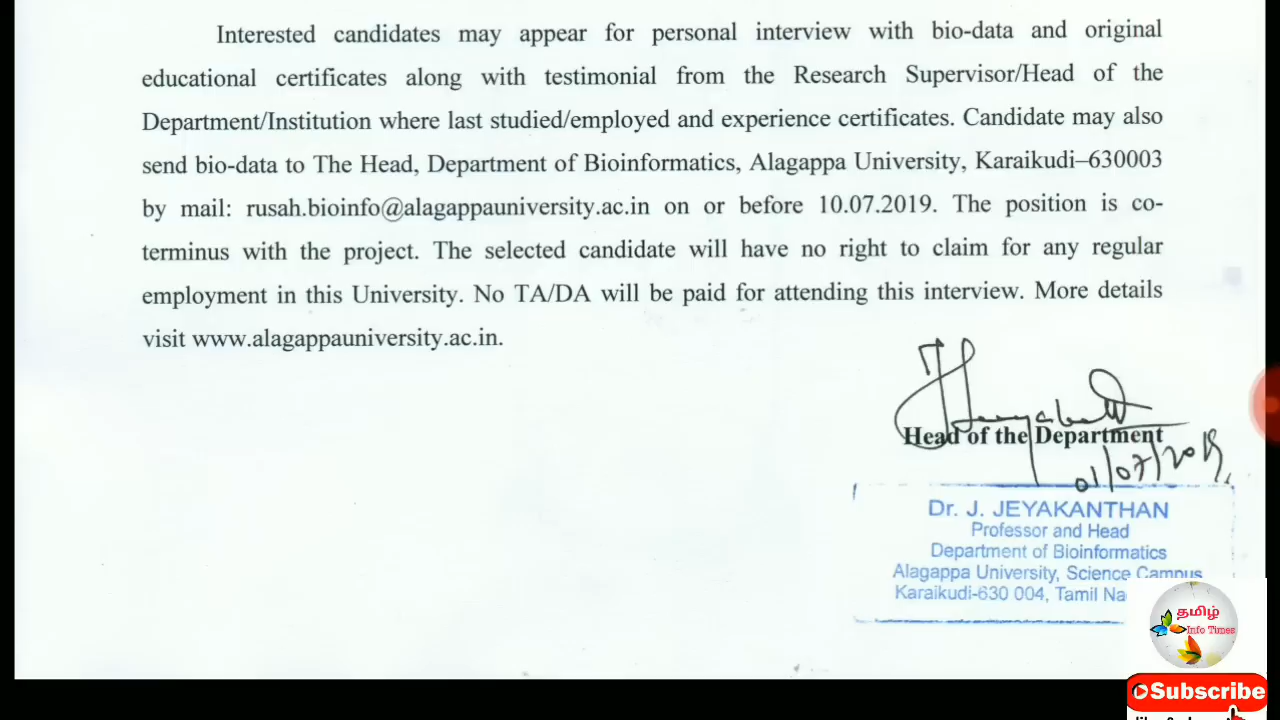 Interested candidates may appear for personal interview with bio-data and original
educational certificates along with testimonial from the Research Supervisor/Head of the
Department/Institution where last studied/employed and experience certificates. Candidate may also
send bio-data to The Head, Department of Bioinformatics, Alagappa University, Karaikudi–630003
by mail: rusah.bioinfo@alagappauniversity.ac.in on or before 10.07.2019. The position is co-
terminus with the project. The selected candidate will have no right to claim for any regular
employment in this University. No TA/DA will be paid for attending this interview. More details
visit www.alagappauniversity.ac.in.
Head of the Department
01/07/2019
Dr. J. JEYAKANTHAN
Professor and Head
Department of Bioinformatics
Alagappa University, Science Campus
Karaikudi-630 004, Tamil Na
தமிழ்
Info Times
Subscribe